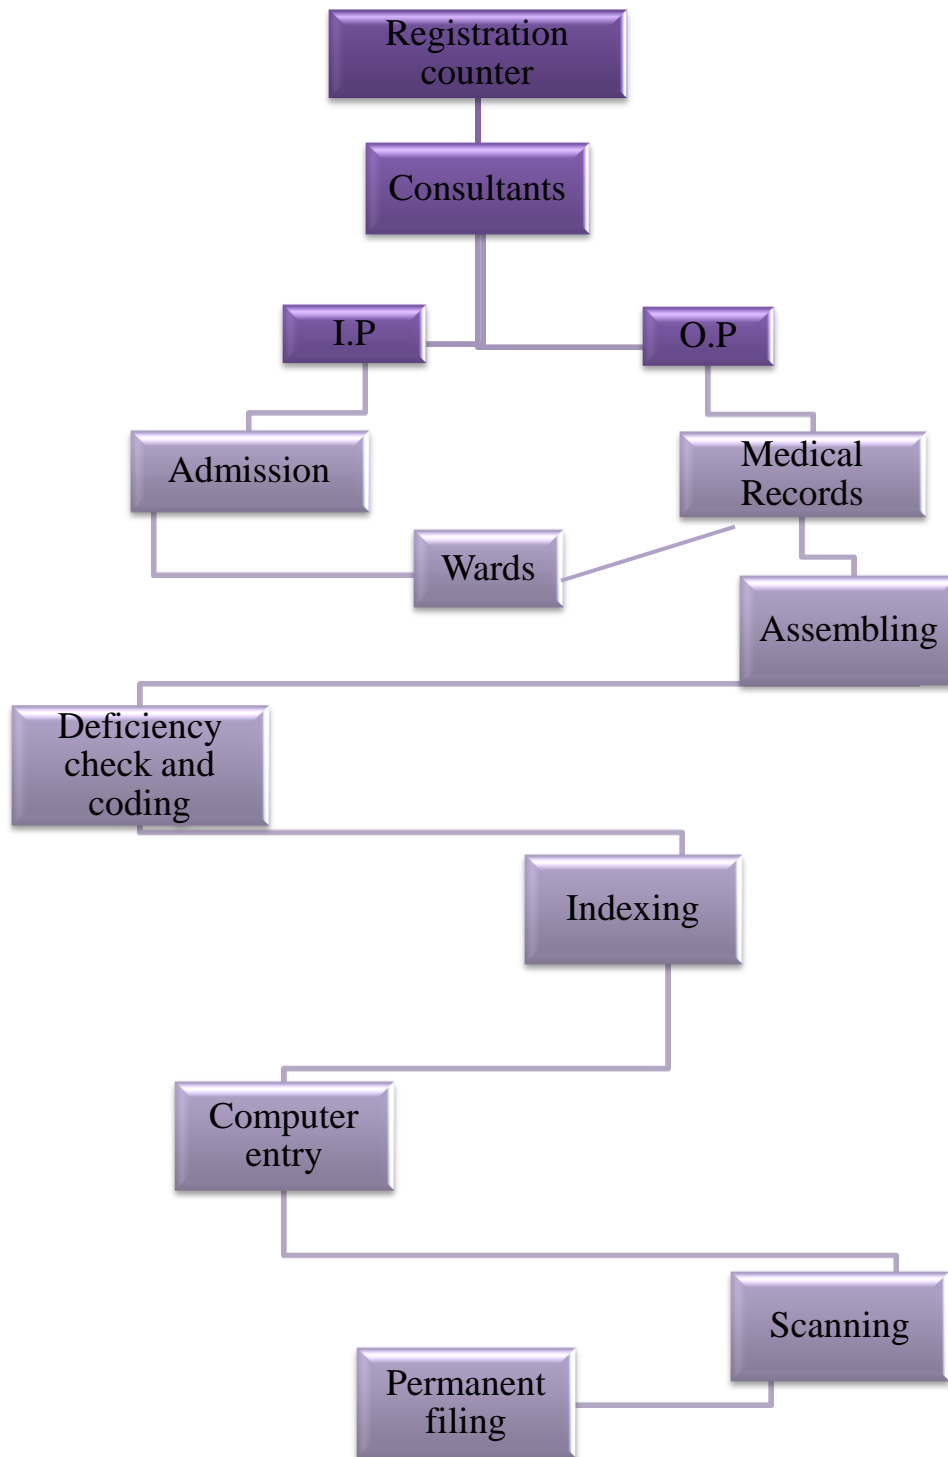 Registration
counter
Consultants
I.P
O.P
Admission
Medical
Records
Wards
Assembling
Deficiency
check and
coding
Indexing
Computer
entry
Scanning
Permanent
filing